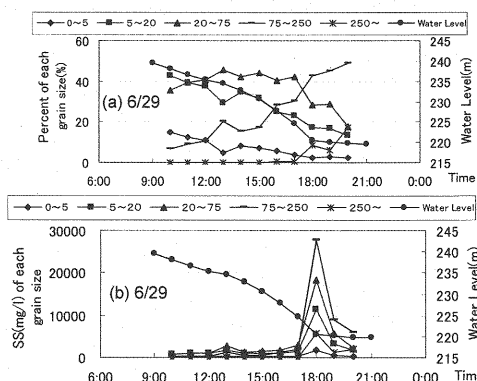 0~5 5~20 20~75 75~250 250~ Water Level
Percent of each grain size(%)
60
40
20
0
(a) 6/29
245
240
235
230
225
220
215
Water Level(m)
6:00 9:00 12:00 15:00 18:00 21:00 0:00 Time
0~5 5~20 20~75 75~250 250~ Water Level
SS(mg/l) of each grain size
30000
20000
10000
0
(b) 6/29
245
240
235
230
225
220
215
Water Level(m)
6:00 9:00 12:00 15:00 18:00 21:00 0:00 Time